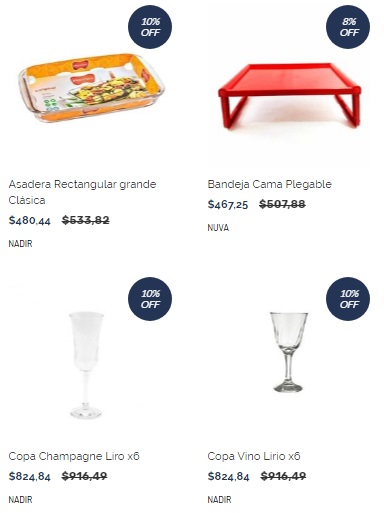 10%
OFF
8%
OFF
Asadera Rectangular grande
Clásica
$480,44 $533,82
NADIR
Bandeja Cama Plegable
$467,25 $507,88
NUVA
10%
OFF
10%
OFF
Copa Champagne Liro x6
$824,84 $916,49
NADIR
Copa Vino Lirio x6
$824,84 $916,49
NADIR